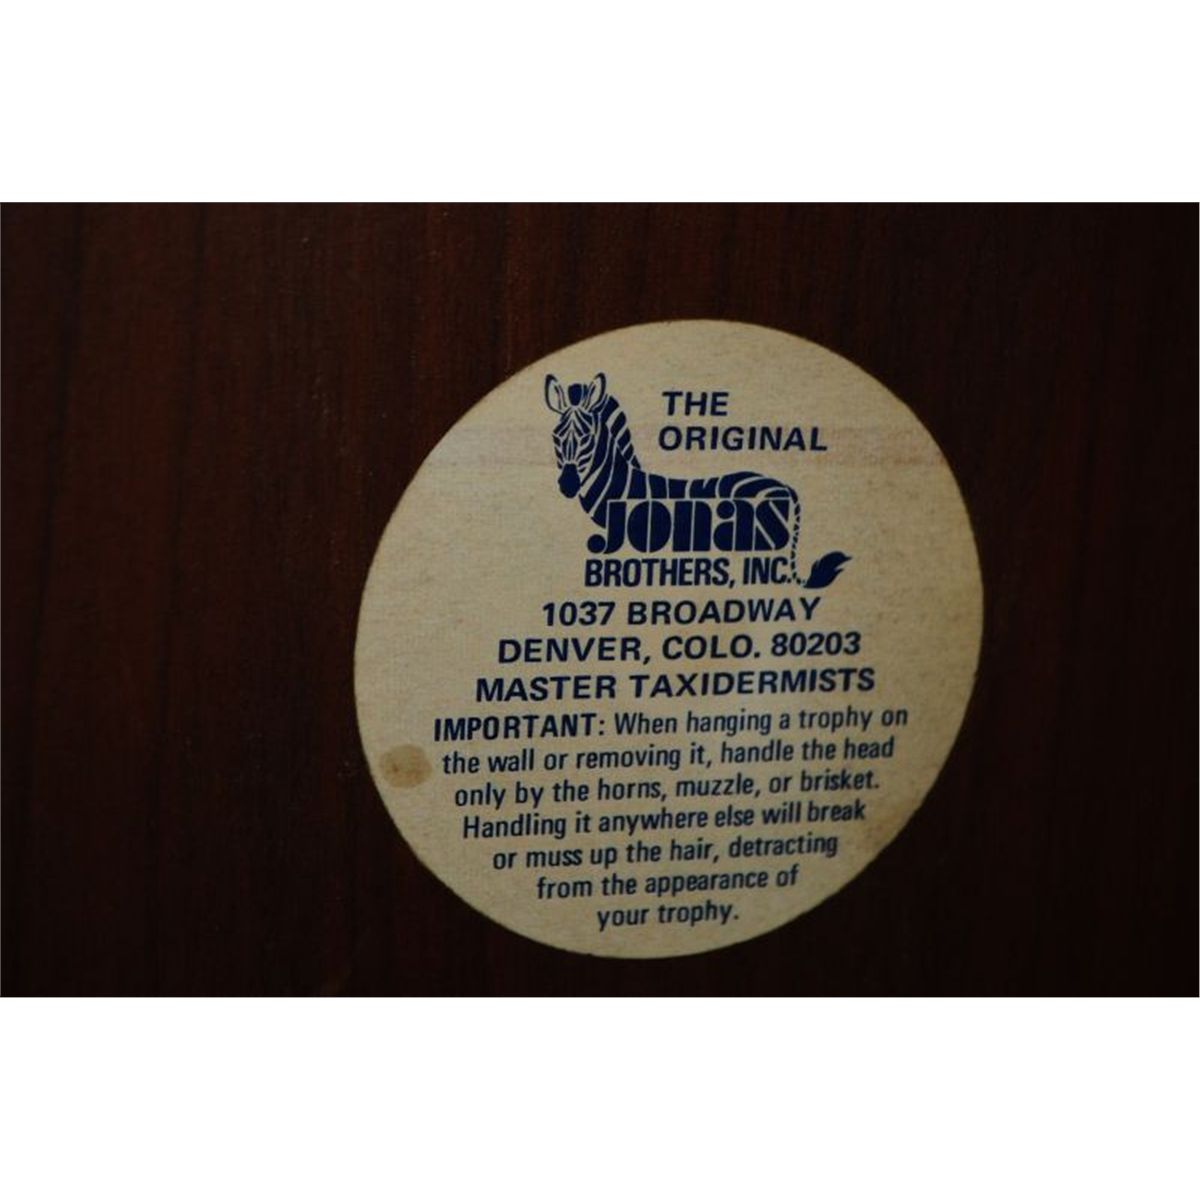 THE
ORIGINAL
Jonas
BROTHERS, INC.
1037 BROADWAY
DENVER, COLO. 80203
MASTER TAXIDERMISTS
IMPORTANT: When hanging a trophy on
the wall or removing it, handle the head
only by the horns, muzzle, or brisket.
Handling it anywhere else will break
or muss up the hair, detracting
from the appearance of
your trophy.